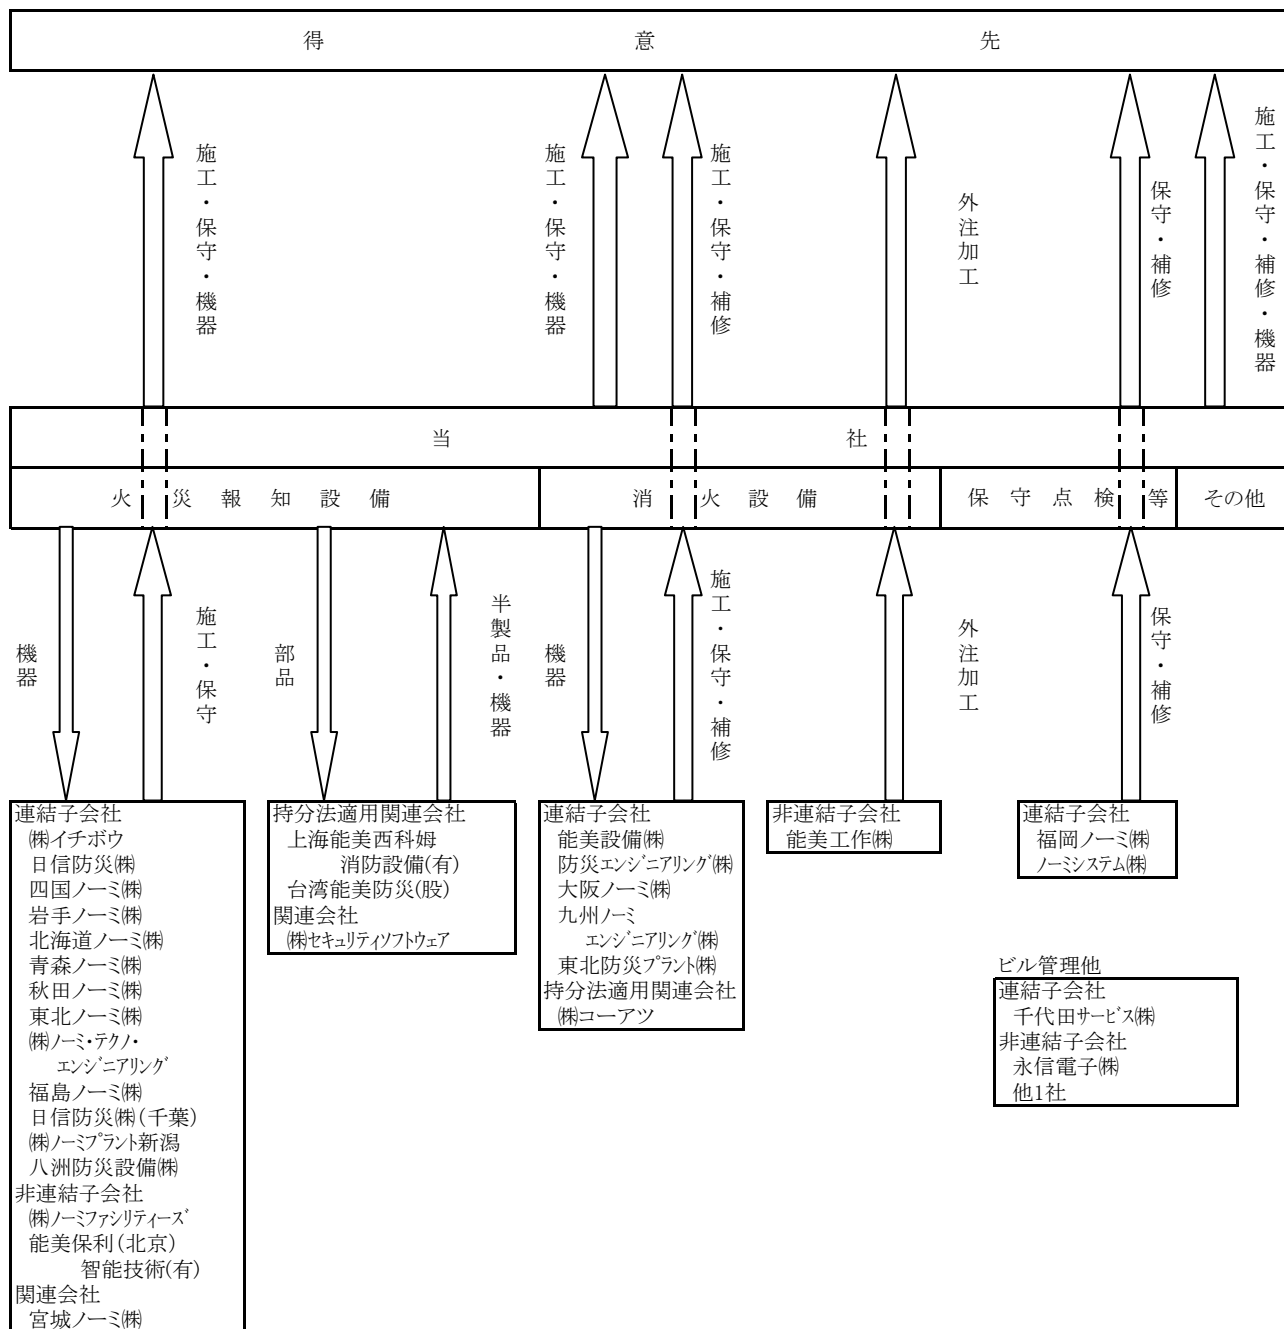 得意先
施工・保守・機器
施工・保守・機器
施工・保守・補修
外注加工
保守・補修
施工・保守・補修・機器
当社
火災報知設備
消火設備
保守点検等
その他
機器
施工・保守
部品
半製品・機器
機器
施工・保守・補修
外注加工
保守・補修
連結子会社
㈱イチボウ
日信防災㈱
四国ノーミ㈱
岩手ノーミ㈱
北海道ノーミ㈱
青森ノーミ㈱
秋田ノーミ㈱
東北ノーミ㈱
㈱ノーミ・テクノ・
エンジニアリング
福島ノーミ㈱
日信防災㈱(千葉)
㈱ノーミプラント新潟
八洲防災設備㈱
非連結子会社
㈱ノーミファシリティーズ
能美保利(北京)
智能技術(有)
関連会社
宮城ノーミ㈱
持分法適用関連会社
上海能美西科姆
消防設備(有)
台湾能美防災(股)
関連会社
㈱セキュリティソフトウェア
連結子会社
能美設備㈱
防災エンジニアリング㈱
大阪ノーミ㈱
九州ノーミ
エンジニアリング㈱
東北防災プラント㈱
持分法適用関連会社
㈱コーアツ
非連結子会社
能美工作㈱
連結子会社
福岡ノーミ㈱
ノーミシステム㈱
ビル管理他
連結子会社
千代田サービス㈱
非連結子会社
永信電子㈱
他1社